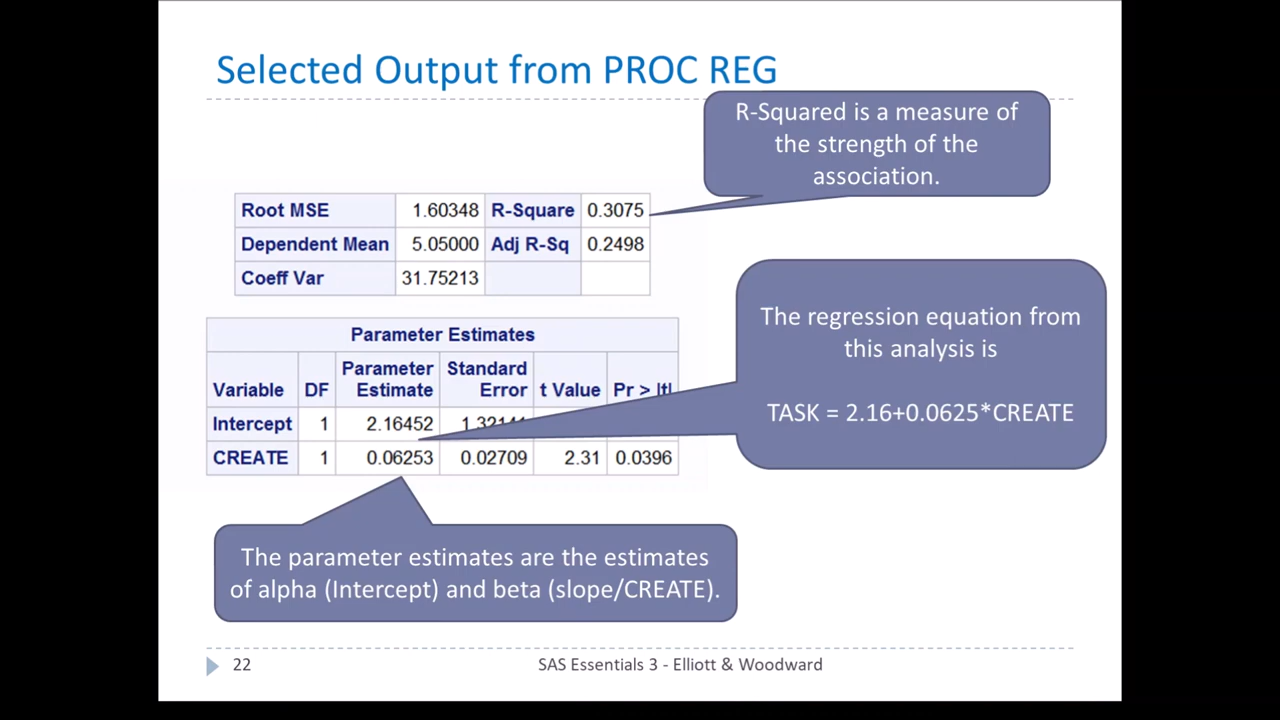 Selected Output from PROC REG
R-Squared is a measure of
the strength of the
association.
Root MSE 1.60348 R-Square 0.3075
Dependent Mean 5.05000 Adj R-Sq 0.2498
Coeff Var 31.75213
The regression equation from
this analysis is
TASK = 2.16+0.0625*CREATE
Parameter Estimates
Variable DF Parameter Estimate Standard Error t Value Pr > |t|
Intercept 1 2.16452
CREATE 1 0.06253 0.02709 2.31 0.0396
The parameter estimates are the estimates
of alpha (Intercept) and beta (slope/CREATE).
22 SAS Essentials 3 - Elliott & Woodward